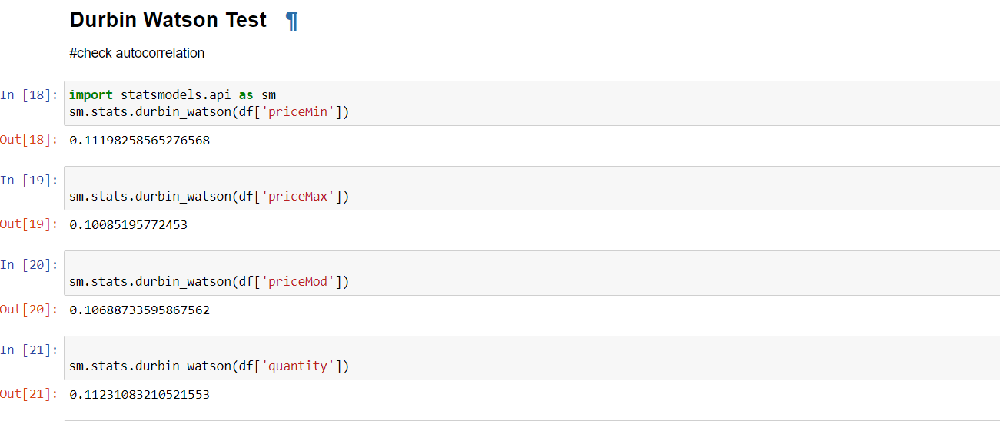 Durbin Watson Test ¶
#check autocorrelation
In [18]: import statsmodels.api as sm
sm.stats.durbin_watson(df['priceMin'])
Out[18]: 0.11198258565276568
In [19]:
sm.stats.durbin_watson(df['priceMax'])
Out[19]: 0.10085195772453
In [20]:
sm.stats.durbin_watson(df['priceMod'])
Out[20]: 0.10688733595867562
In [21]:
sm.stats.durbin_watson(df['quantity'])
Out[21]: 0.11231083210521553